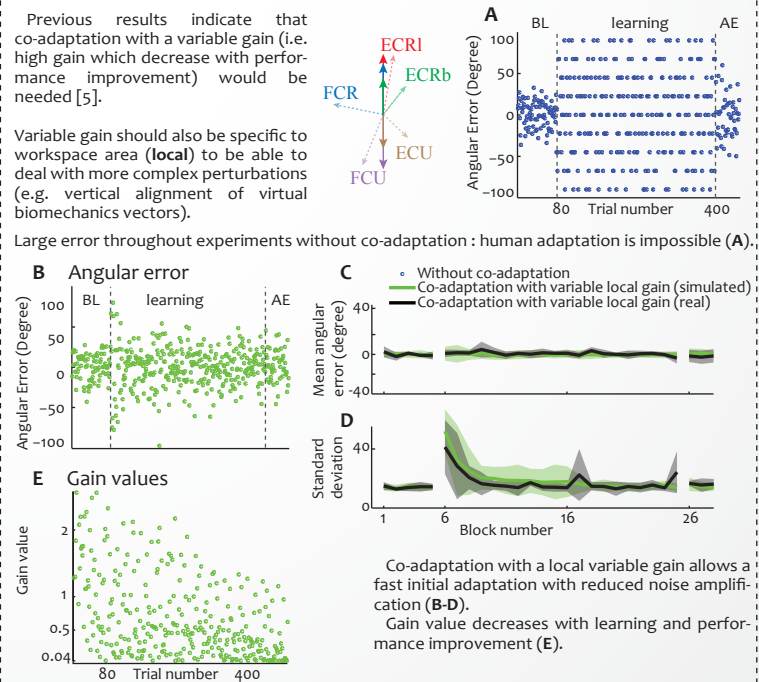 Previous results indicate that
co-adaptation with a variable gain (i.e.
high gain which decrease with perfor-
mance improvement) would be
needed [5].
Variable gain should also be specific to
workspace area (local) to be able to
deal with more complex perturbations
(e.g. vertical alignment of virtual
biomechanics vectors).
ECRl
ECRb
FCR
ECU
FCU
A
BL learning AE
Angular Error (Degree)
100
50
0
−50
−100
80 Trial number 400
Large error throughout experiments without co-adaptation : human adaptation is impossible (A).
B Angular error
BL learning AE
Angular Error (Degree)
100
50
0
−50
−100
C
Without co-adaptation
Co-adaptation with variable local gain (simulated)
Co-adaptation with variable local gain (real)
Mean angular
error (degree)
40
0
-40
D
Standard
deviation
40
0
1 6 16 26
Block number
E Gain values
Gain value
2
1
0.5
0.04
80 Trial number 400
Co-adaptation with a local variable gain allows a
fast initial adaptation with reduced noise amplifi-
cation (B-D).
Gain value decreases with learning and perfor-
mance improvement (E).